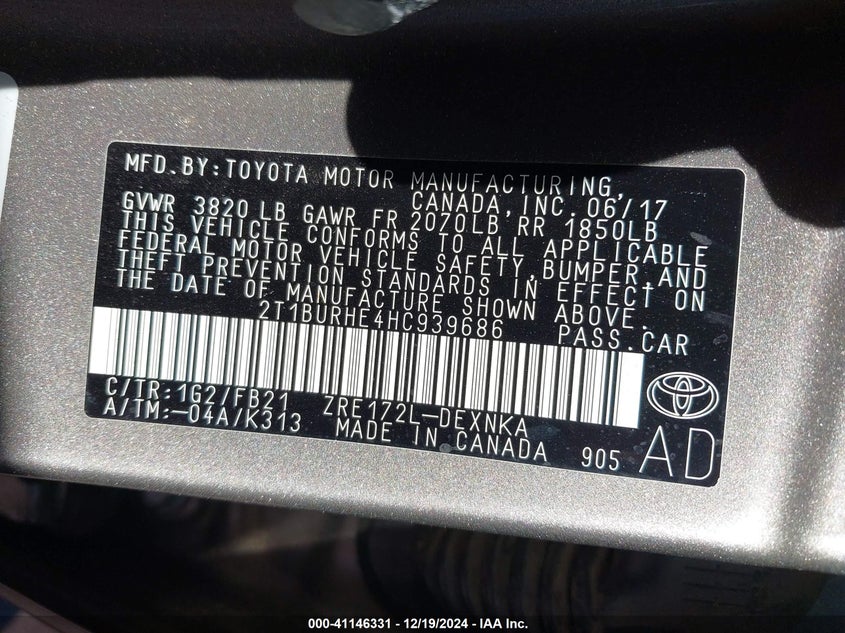 MFD. BY: TOYOTA MOTOR MANUFACTURING,
CANADA, INC. 06/17
GVWR 3820 LB GAWR FR 2070LB RR 1850LB
THIS VEHICLE CONFORMS TO ALL APPLICABLE
FEDERAL MOTOR VEHICLE SAFETY, BUMPER, AND
THEFT PREVENTION STANDARDS IN EFFECT ON
THE DATE OF MANUFACTURE SHOWN ABOVE.
2T1BURHE4HC939686 PASS. CAR
C/TR: 1G2/FB21 ZRE172L-DEXNKA
A/TM: -04A/K313 MADE IN CANADA 905 AD
000-41146331 - 12/19/2024 - IAA Inc.